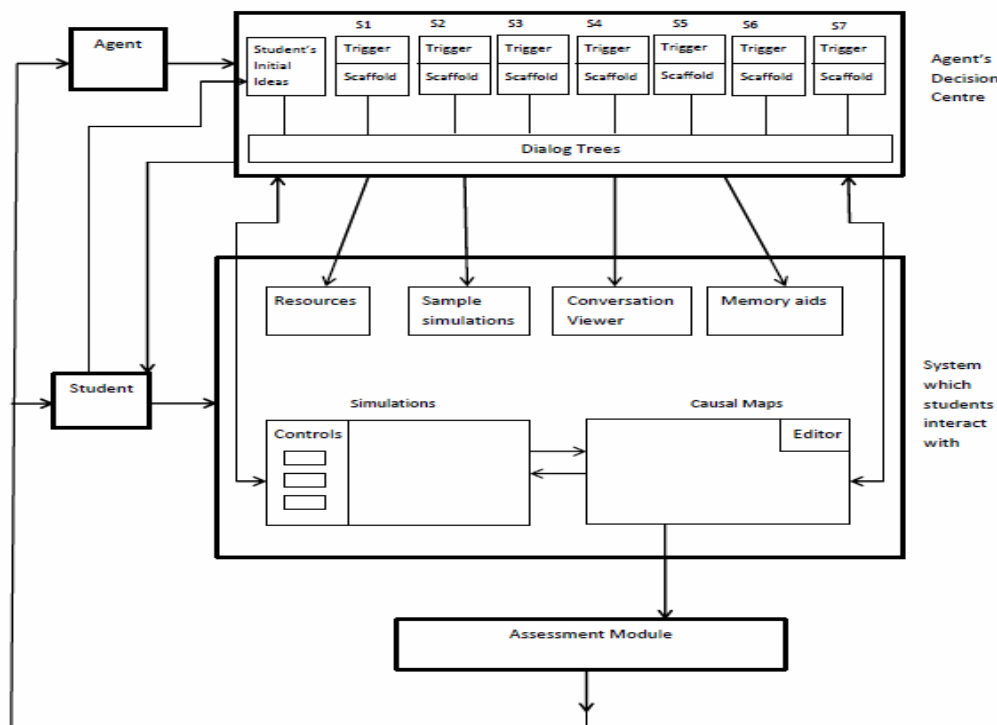 S1 S2 S3 S4 S5 S6 S7
Agent
Student's
Initial
Ideas
Trigger Trigger Trigger Trigger Trigger Trigger Trigger
Scaffold Scaffold Scaffold Scaffold Scaffold Scaffold Scaffold
Agent's
Decision
Centre
Dialog Trees
Resources
Sample
simulations
Conversation
Viewer
Memory aids
Student
System
which
students
interact
with
Simulations
Causal Maps
Controls
Editor
Assessment Module